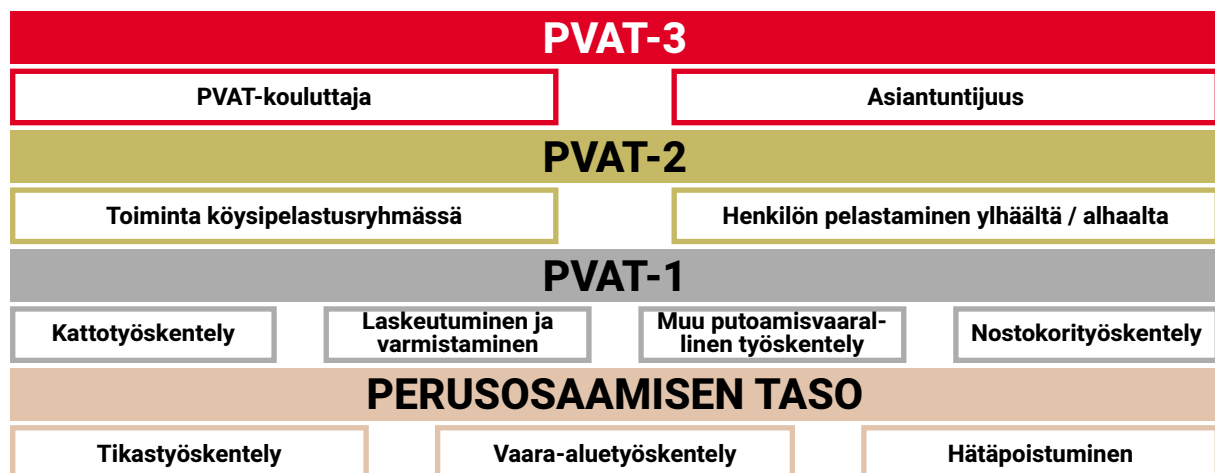 PVAT-3
PVAT-kouluttaja
Asiantuntijuus
PVAT-2
Toiminta köysipelastusryhmässä
Henkilön pelastaminen ylhäältä / alhaalta
PVAT-1
Kattotyöskentely
Laskeutuminen ja
varmistaminen
Muu putoamisvaaral-
linen työskentely
Nostokorityöskentely
PERUSOSAAMISEN TASO
Tikastyöskentely
Vaara-aluetyöskentely
Hätäpoistuminen